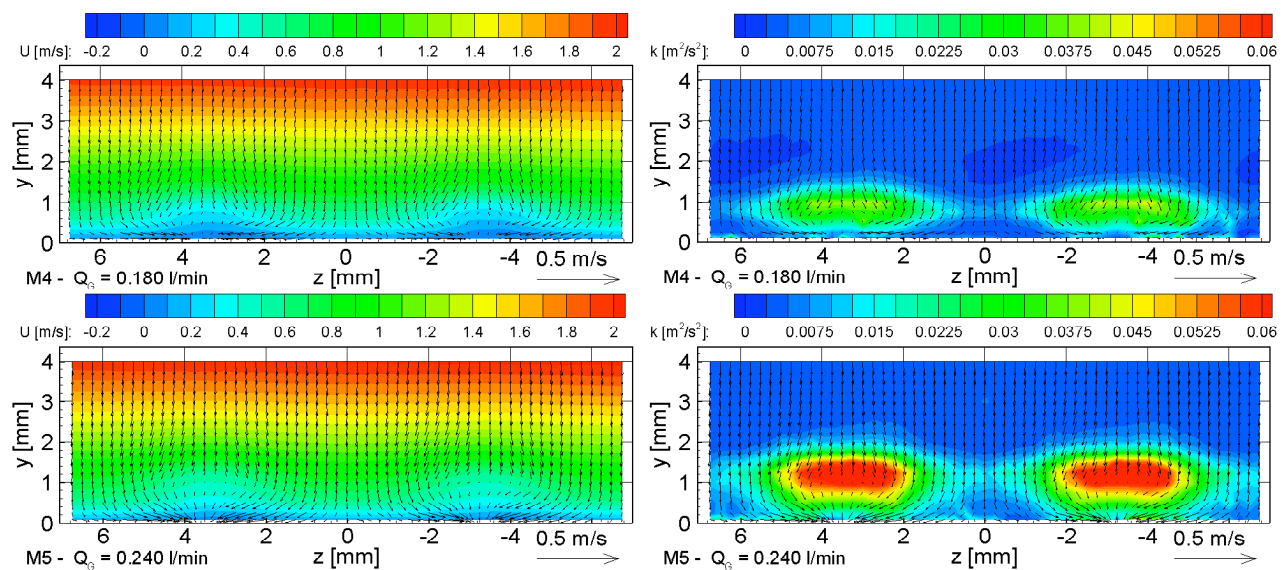 U [m/s]: -0.2 0 0.2 0.4 0.6 0.8 1 1.2 1.4 1.6 1.8 2
4
3
2
1
0
y [mm]
6 4 2 0 -2 -4 0.5 m/s
M4 - Q_G = 0.180 l/min z [mm]
k [m²/s²]: 0 0.0075 0.015 0.0225 0.03 0.0375 0.045 0.0525 0.06
4
3
2
1
0
y [mm]
6 4 2 0 -2 -4 0.5 m/s
M4 - Q_G = 0.180 l/min z [mm]
U [m/s]: -0.2 0 0.2 0.4 0.6 0.8 1 1.2 1.4 1.6 1.8 2
4
3
2
1
0
y [mm]
6 4 2 0 -2 -4 0.5 m/s
M5 - Q_G = 0.240 l/min z [mm]
k [m²/s²]: 0 0.0075 0.015 0.0225 0.03 0.0375 0.045 0.0525 0.06
4
3
2
1
0
y [mm]
6 4 2 0 -2 -4 0.5 m/s
M5 - Q_G = 0.240 l/min z [mm]